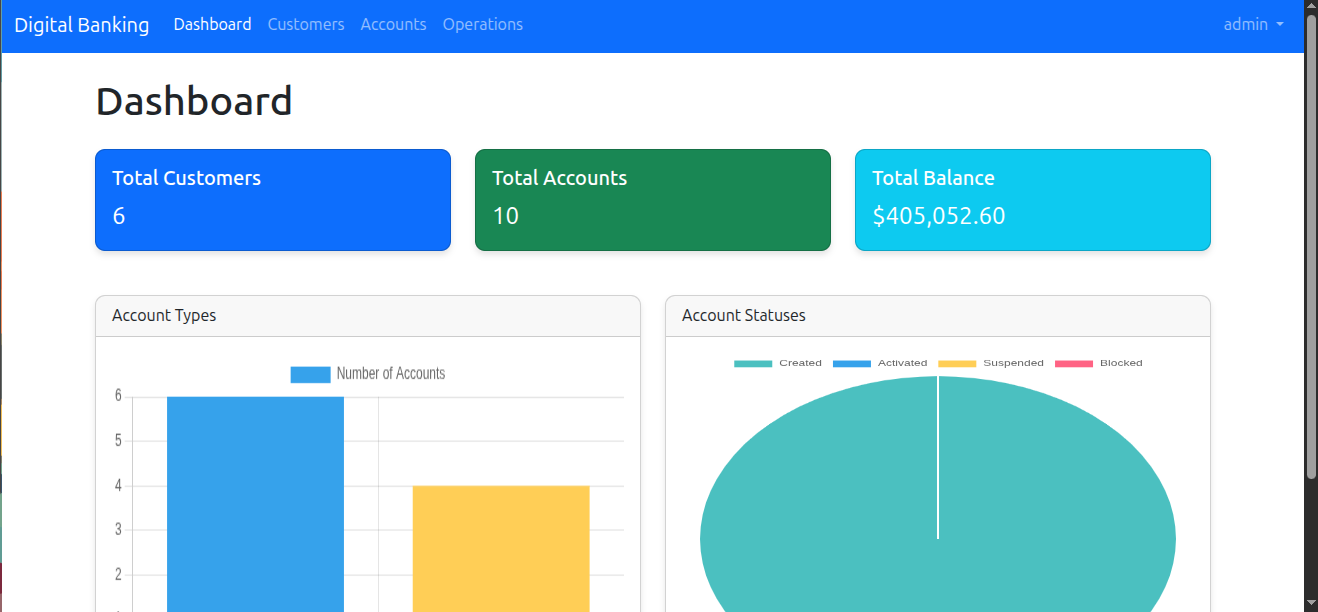 Digital Banking Dashboard Customers Accounts Operations admin
Dashboard
Total Customers
6
Total Accounts
10
Total Balance
$405,052.60
Account Types
Number of Accounts
6
5
4
3
2
Account Statuses
Created Activated Suspended Blocked